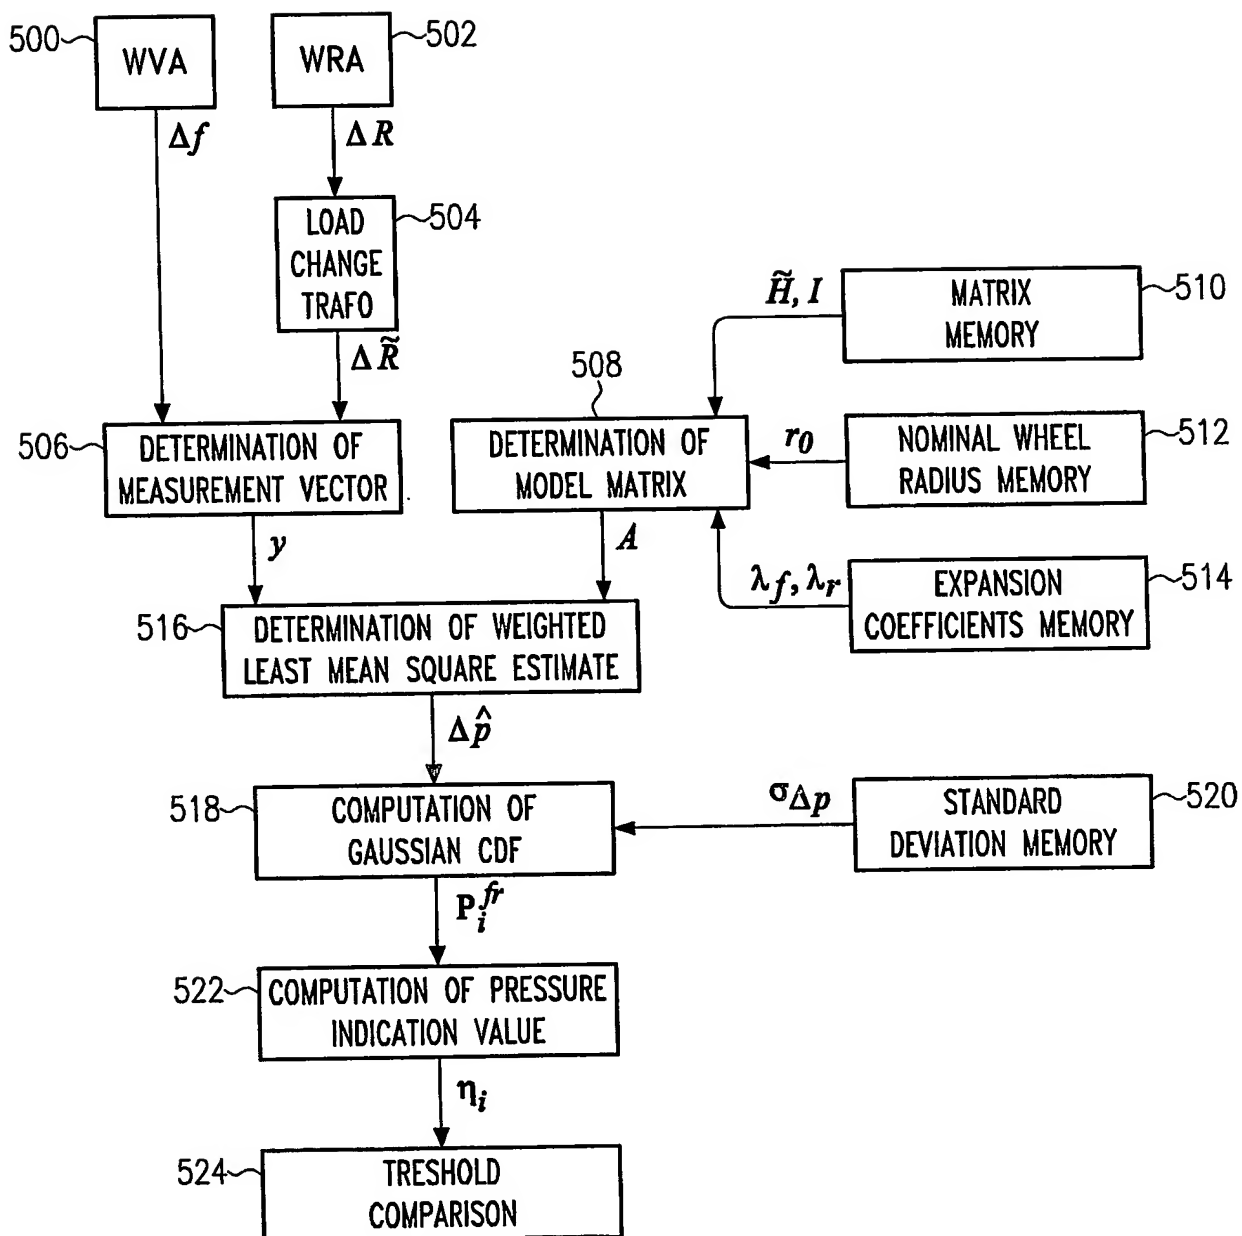 500
WVA
WRA
502
Δf
ΔR
LOAD
CHANGE
TRAFO
504
ΔR̃
H̃, I
MATRIX
MEMORY
510
508
506
DETERMINATION OF
MEASUREMENT VECTOR
DETERMINATION OF
MODEL MATRIX
r0
NOMINAL WHEEL
RADIUS MEMORY
512
y
A
λf, λr
EXPANSION
COEFFICIENTS MEMORY
514
516
DETERMINATION OF WEIGHTED
LEAST MEAN SQUARE ESTIMATE
Δp̂
518
COMPUTATION OF
GAUSSIAN CDF
σΔp
STANDARD
DEVIATION MEMORY
520
P_i^fr
522
COMPUTATION OF PRESSURE
INDICATION VALUE
ηi
524
TRESHOLD
COMPARISON